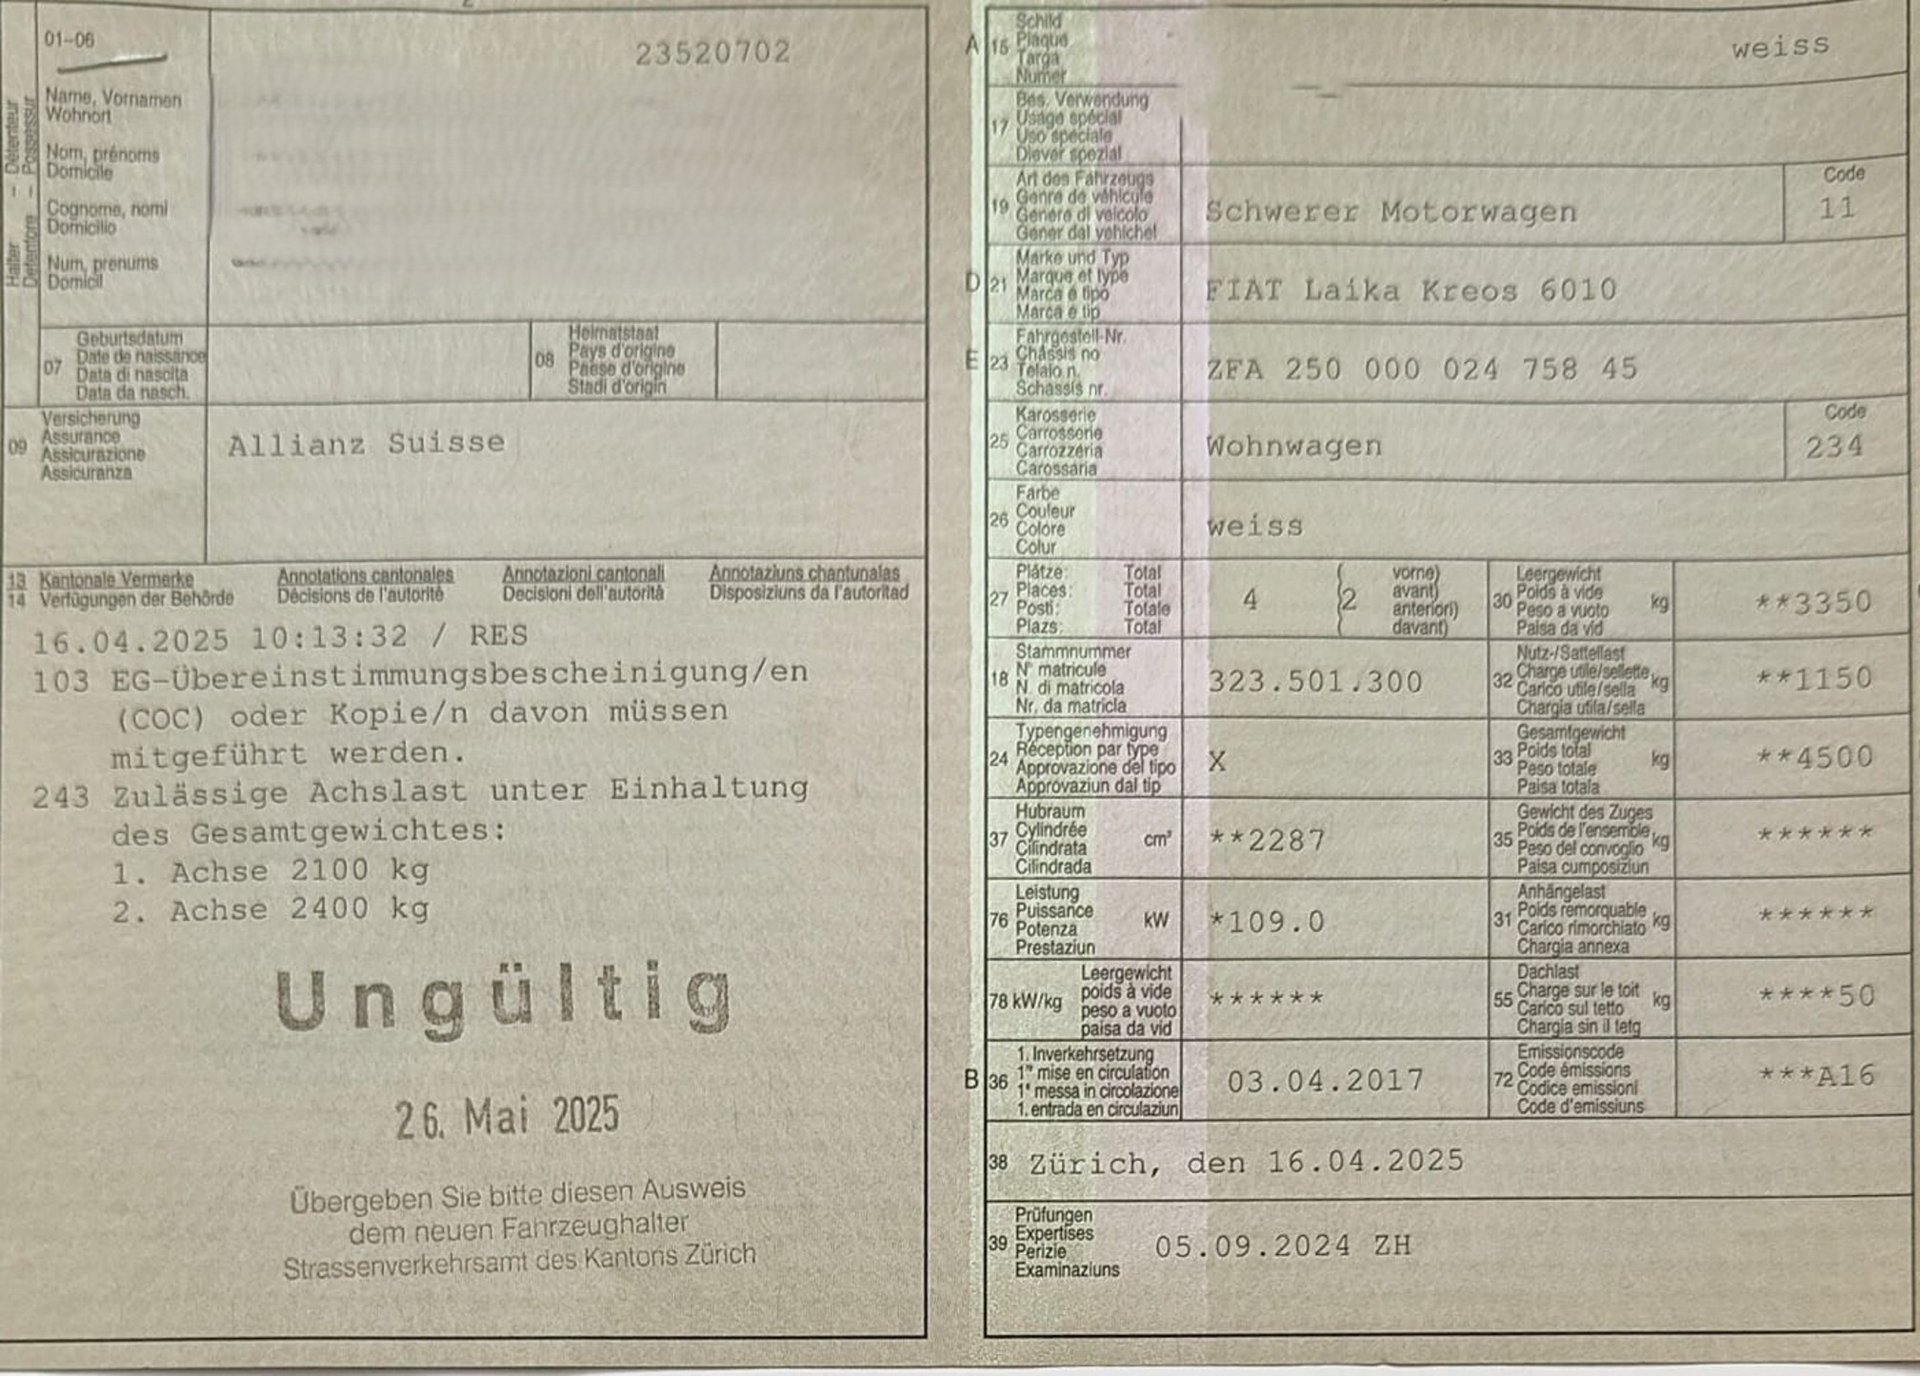 01-06
23520702
Halter – Détenteur
Detentore – Possessur
Name, Vornamen
Wohnort
Nom, prénoms
Domicile
Cognome, nomi
Domicilio
Num, prenums
Domicil
07
Geburtsdatum
Date de naissance
Data di nascita
Data da nasch.
08
Heimatstaat
Pays d'origine
Paese d'origine
Stadi d'origin
09
Versicherung
Assurance
Assicurazione
Assicuranza
Allianz Suisse
13 Kantonale Vermerke Annotations cantonales Annotazioni cantonali Annotaziuns chantunalas
14 Verfügungen der Behörde Décisions de l'autorité Decisioni dell'autorità Disposiziuns da l'autoritad
16.04.2025 10:13:32 / RES
103 EG-Übereinstimmungsbescheinigung/en
(COC) oder Kopie/n davon müssen
mitgeführt werden.
243 Zulässige Achslast unter Einhaltung
des Gesamtgewichtes:
1. Achse 2100 kg
2. Achse 2400 kg
Ungültig
26. Mai 2025
Übergeben Sie bitte diesen Ausweis
dem neuen Fahrzeughalter
Strassenverkehrsamt des Kantons Zürich
A 15
Schild
Plaque
Targa
Numer
weiss
17
Bes. Verwendung
Usage spécial
Uso speciale
Diever spezial
19
Art des Fahrzeugs
Genre de véhicule
Genere di veicolo
Gener dal vehichel
Schwerer Motorwagen
Code
11
D 21
Marke und Typ
Marque et type
Marca e tipo
Marca e tip
FIAT Laika Kreos 6010
E 23
Fahrgestell-Nr.
Châssis no
Telaio n.
Schassis nr.
ZFA 250 000 024 758 45
25
Karosserie
Carrosserie
Carrozzeria
Carossaria
Wohnwagen
Code
234
26
Farbe
Couleur
Colore
Colur
weiss
27
Plätze: Total
Places: Total
Posti: Totale
Plazs: Total
4 (2 vorne)
avant)
anteriori)
davant)
30
Leergewicht
Poids à vide
Peso a vuoto
Paisa da vid
kg
**3350
18
Stammnummer
N° matricule
N. di matricola
Nr. da matricla
323.501.300
32
Nutz-/Sattellast
Charge utile/sellette
Carico utile/sella
Chargia utila/sella
kg
**1150
24
Typengenehmigung
Réception par type
Approvazione del tipo
Approvaziun dal tip
X
33
Gesamtgewicht
Poids total
Peso totale
Paisa totala
kg
**4500
37
Hubraum
Cylindrée
Cilindrata
Cilindrada
cm³
**2287
35
Gewicht des Zuges
Poids de l'ensemble
Peso del convoglio
Paisa cumposiziun
kg
******
76
Leistung
Puissance
Potenza
Prestaziun
kW
*109.0
31
Anhängelast
Poids remorquable
Carico rimorchiato
Chargia annexa
kg
******
78 kW/kg
Leergewicht
poids à vide
peso a vuoto
paisa da vid
******
55
Dachlast
Charge sur le toit
Carico sul tetto
Chargia sin il tetg
kg
****50
B 36
1. Inverkehrsetzung
1re mise en circulation
1a messa in circolazione
1. entrada en circulaziun
03.04.2017
72
Emissionscode
Code émissions
Codice emissioni
Code d'emissiuns
***A16
38 Zürich, den 16.04.2025
39
Prüfungen
Expertises
Perizie
Examinaziuns
05.09.2024 ZH